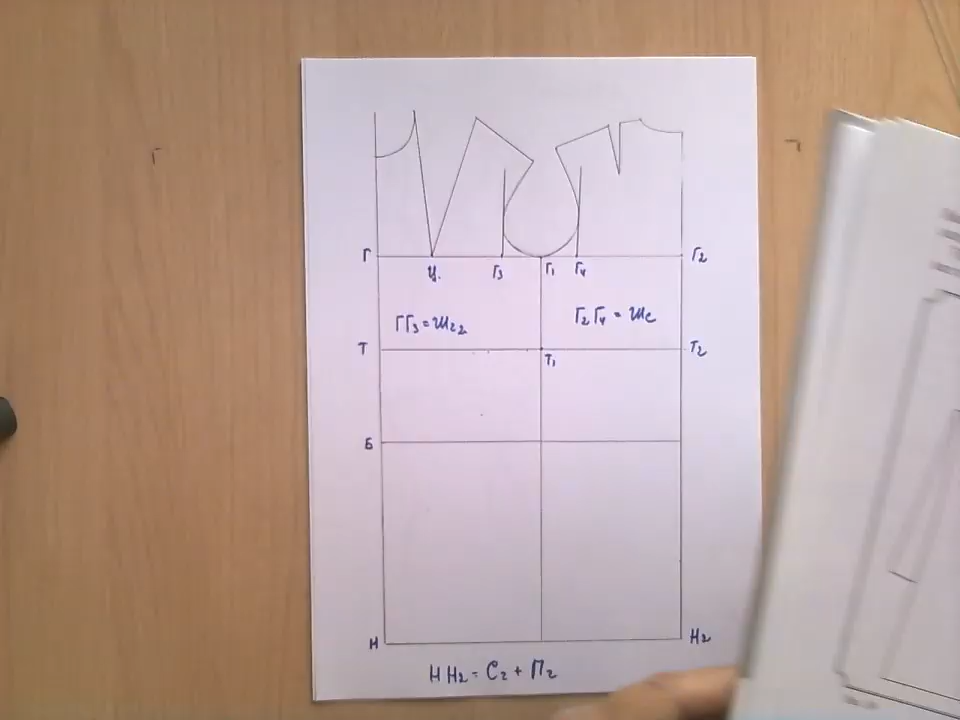 Г Ц. Г3 Г1 Г4 Г2
ГГ3 = Шг2 Г2Г4 = Шс
Т Т1 Т2
Б
Н Н2
НН2 = Сг + Пг